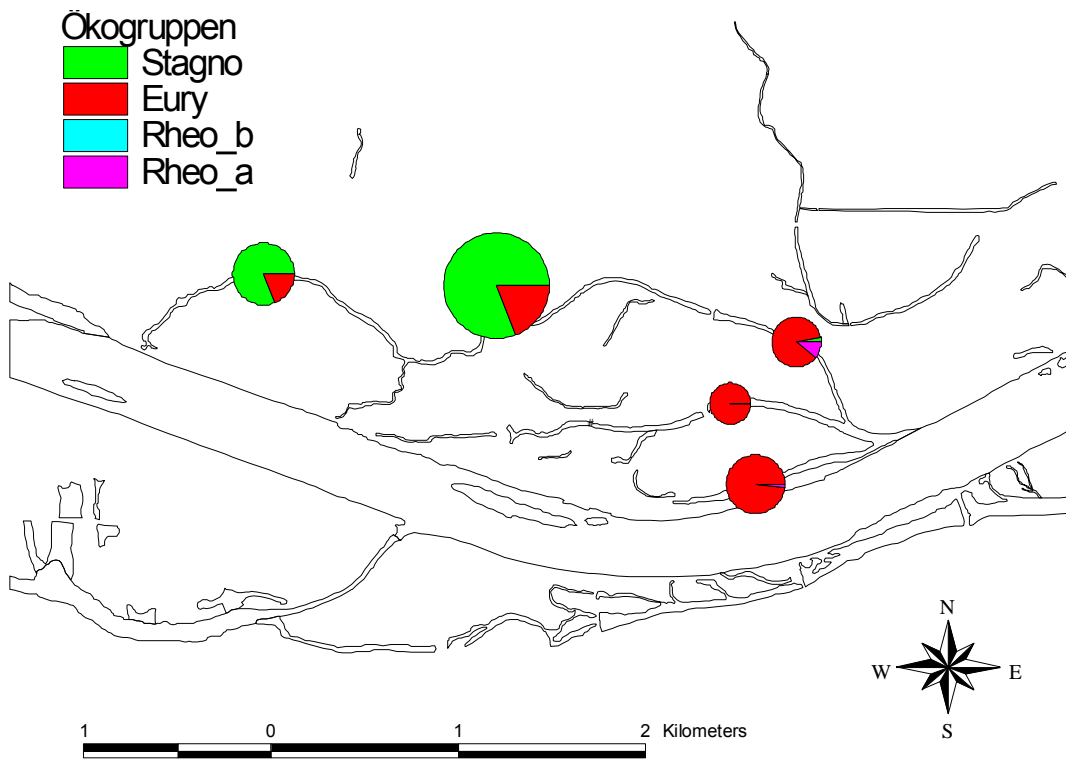 Ökogruppen
Stagno
Eury
Rheo_b
Rheo_a
N
W E
S
1 0 1 2 Kilometers